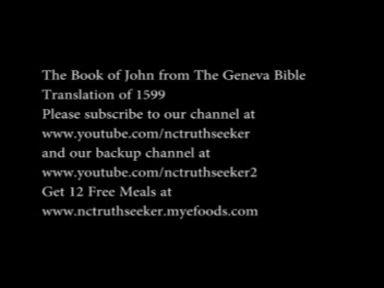 The Book of John from The Geneva Bible
Translation of 1599
Please subscribe to our channel at
www.youtube.com/nctruthseeker
and our backup channel at
www.youtube.com/nctruthseeker2
Get 12 Free Meals at
www.nctruthseeker.myefoods.com